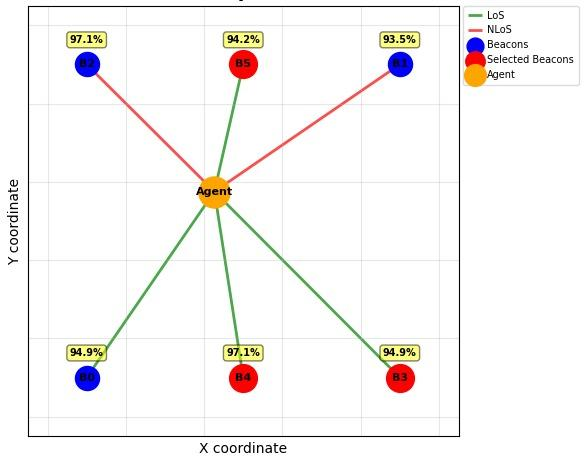 LoS
NLoS
Beacons
Selected Beacons
Agent
97.1%
94.2%
93.5%
B2
B5
B1
Agent
94.9%
97.1%
94.9%
B0
B4
B3
Y coordinate
X coordinate